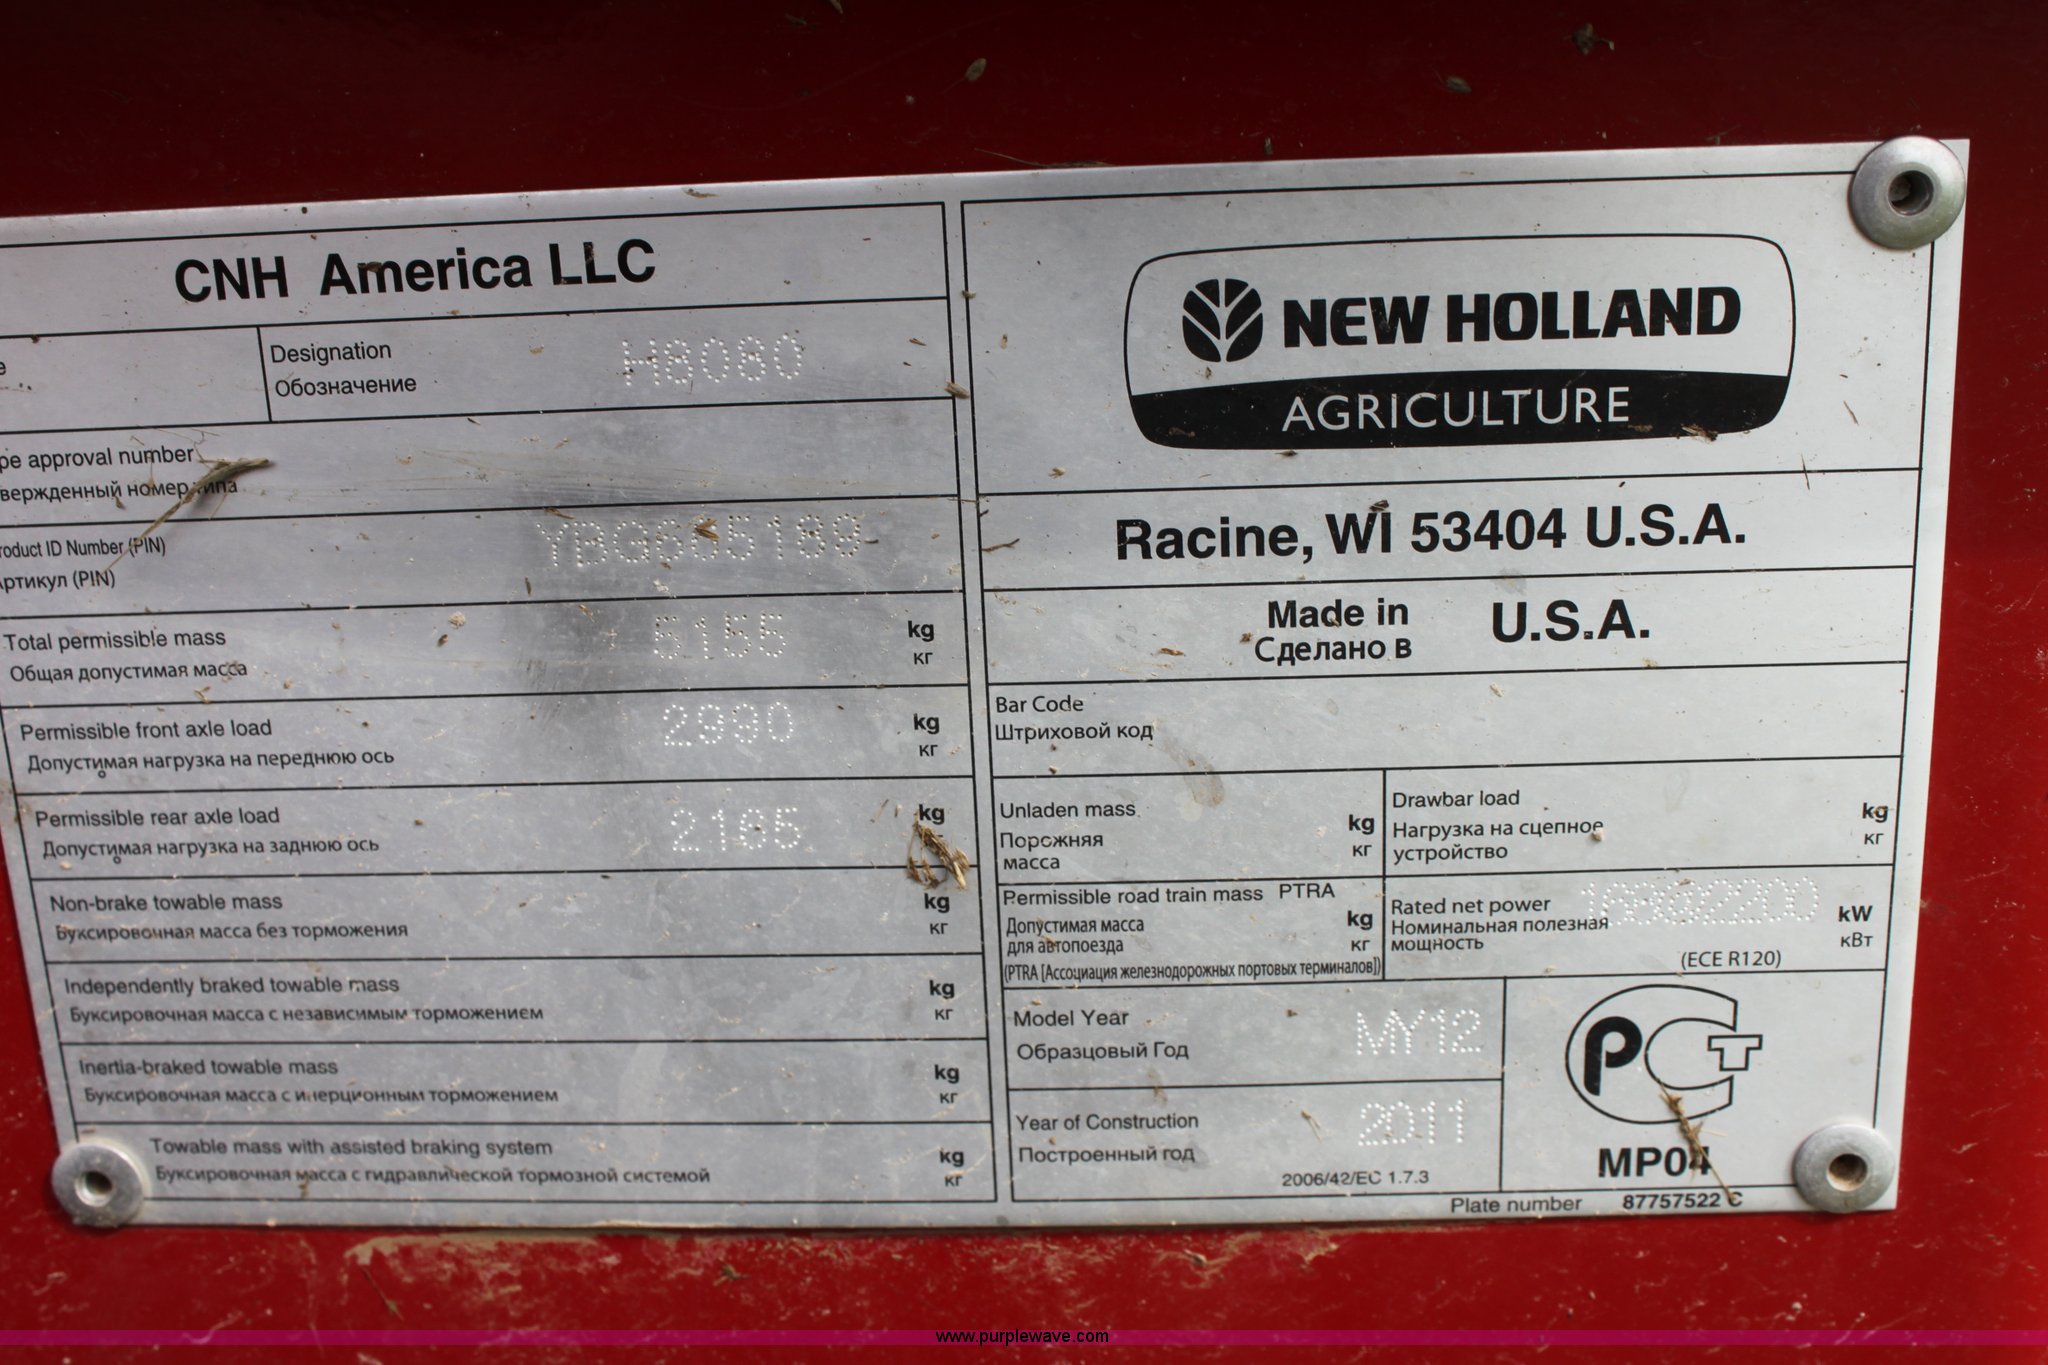 CNH America LLC
Designation H8080
Обозначение
approval number
номер типа
Product ID Number (PIN)
Артикул (PIN)
Total permissible mass 5155 kg
Общая допустимая масса кг
Permissible front axle load 2990 kg
Допустимая нагрузка на переднюю ось кг
Permissible rear axle load 2165 kg
Допустимая нагрузка на заднюю ось
Non-brake towable mass kg
Буксировочная масса без торможения кг
Independently braked towable mass kg
Буксировочная масса с независимым торможением кг
Inertia-braked towable mass kg
Буксировочная масса с инерционным торможением кг
Towable mass with assisted braking system kg
Буксировочная масса с гидравлической тормозной системой кг
NEW HOLLAND
AGRICULTURE
Racine, WI 53404 U.S.A.
Made in U.S.A.
Сделано в
Bar Code
Штриховой код
Unladen mass kg
Порожняя кг
масса
Drawbar load kg
Нагрузка на сцепное кг
устройство
Permissible road train mass PTRA
Допустимая масса kg
для автопоезда кг
(PTRA [Ассоциация железнодорожных портовых терминалов])
Rated net power kW
Номинальная полезная
мощность кВт
(ECE R120)
Model Year MY12
Образцовый Год
Year of Construction 2011
Построенный год
2006/42/EC 1.7.3
РСТ
MP04
Plate number 87757522 C
www.purplewave.com